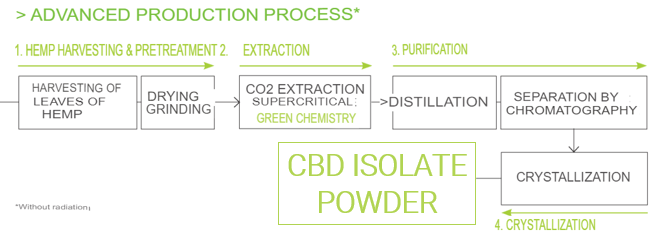 > ADVANCED PRODUCTION PROCESS*
1. HEMP HARVESTING & PRETREATMENT 2. EXTRACTION
3. PURIFICATION
HARVESTING OF
LEAVES OF
HEMP
DRYING
GRINDING
CO2 EXTRACTION
SUPERCRITICAL;
GREEN CHEMISTRY
>DISTILLATION
SEPARATION BY
CHROMATOGRAPHY
CBD ISOLATE
POWDER
CRYSTALLIZATION
*Without radiation;
4. CRYSTALLIZATION